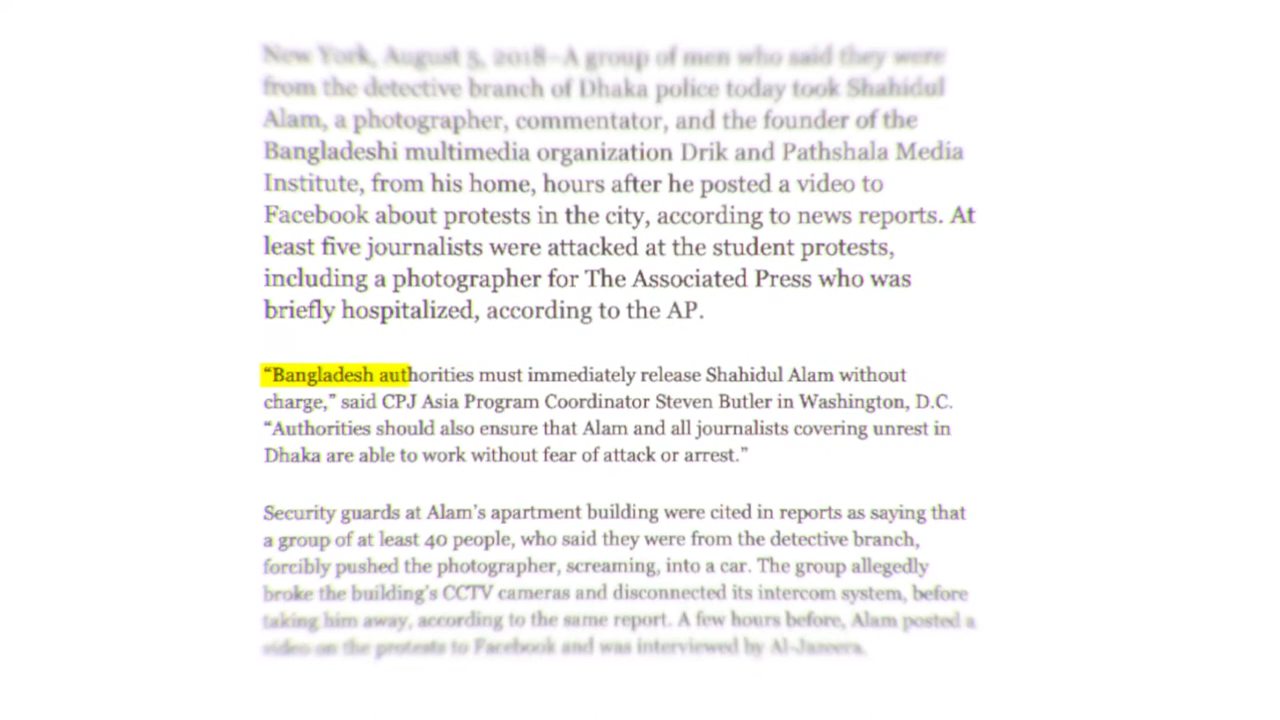 New York, August 5, 2018–A group of men who said they were
from the detective branch of Dhaka police today took Shahidul
Alam, a photographer, commentator, and the founder of the
Bangladeshi multimedia organization Drik and Pathshala Media
Institute, from his home, hours after he posted a video to
Facebook about protests in the city, according to news reports. At
least five journalists were attacked at the student protests,
including a photographer for The Associated Press who was
briefly hospitalized, according to the AP.
“Bangladesh authorities must immediately release Shahidul Alam without
charge,” said CPJ Asia Program Coordinator Steven Butler in Washington, D.C.
“Authorities should also ensure that Alam and all journalists covering unrest in
Dhaka are able to work without fear of attack or arrest.”
Security guards at Alam’s apartment building were cited in reports as saying that
a group of at least 40 people, who said they were from the detective branch,
forcibly pushed the photographer, screaming, into a car. The group allegedly
broke the building’s CCTV cameras and disconnected its intercom system, before
taking him away, according to the same report. A few hours before, Alam posted a
video on the protests to Facebook and was interviewed by Al-Jazeera.